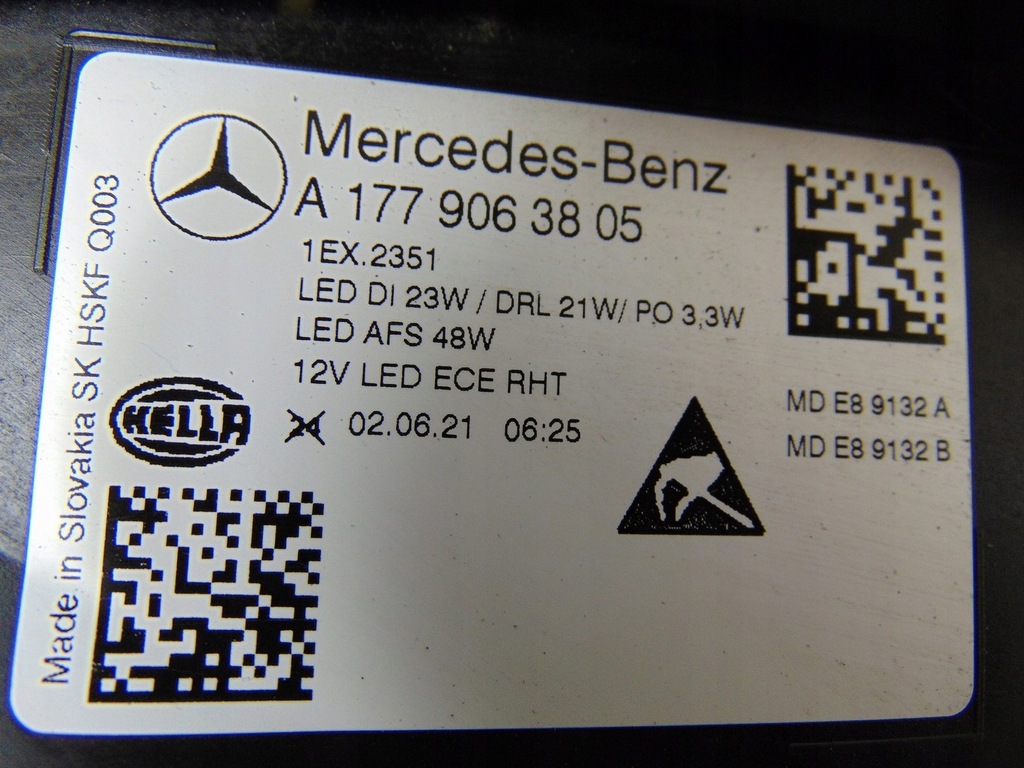 Mercedes-Benz
A 177 906 38 05
1EX.2351
LED DI 23W / DRL 21W/ PO 3,3W
LED AFS 48W
12V LED ECE RHT
HELLA
24 02.06.21 06:25
MD E8 9132 A
MD E8 9132 B
Made in Slovakia SK HSKF Q003